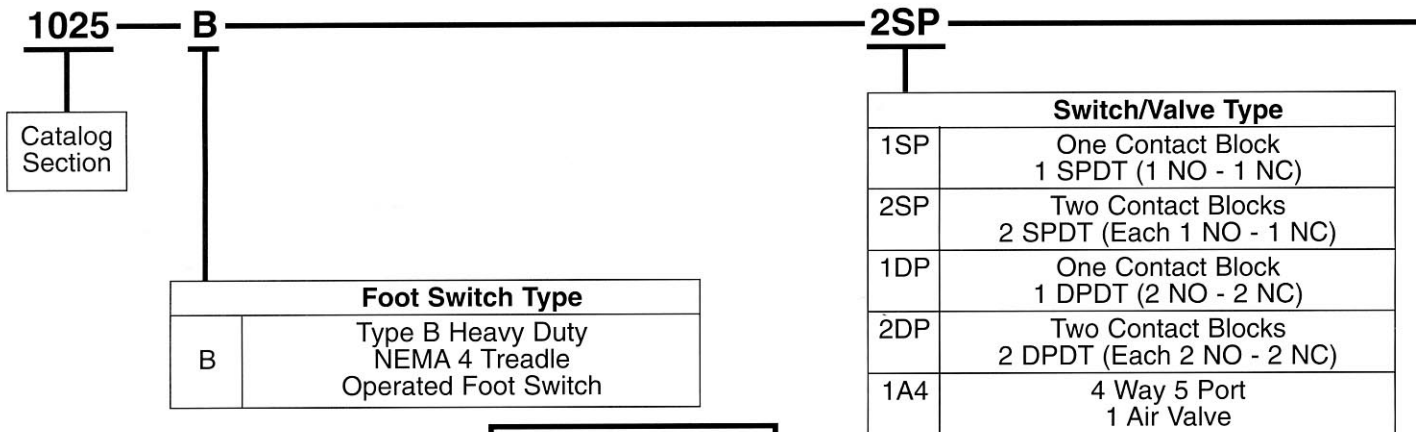 1025 B 2SP
Catalog
Section
Switch/Valve Type
1SP One Contact Block
1 SPDT (1 NO - 1 NC)
2SP Two Contact Blocks
2 SPDT (Each 1 NO - 1 NC)
1DP One Contact Block
1 DPDT (2 NO - 2 NC)
2DP Two Contact Blocks
2 DPDT (Each 2 NO - 2 NC)
1A4 4 Way 5 Port
1 Air Valve
Foot Switch Type
B Type B Heavy Duty
NEMA 4 Treadle
Operated Foot Switch